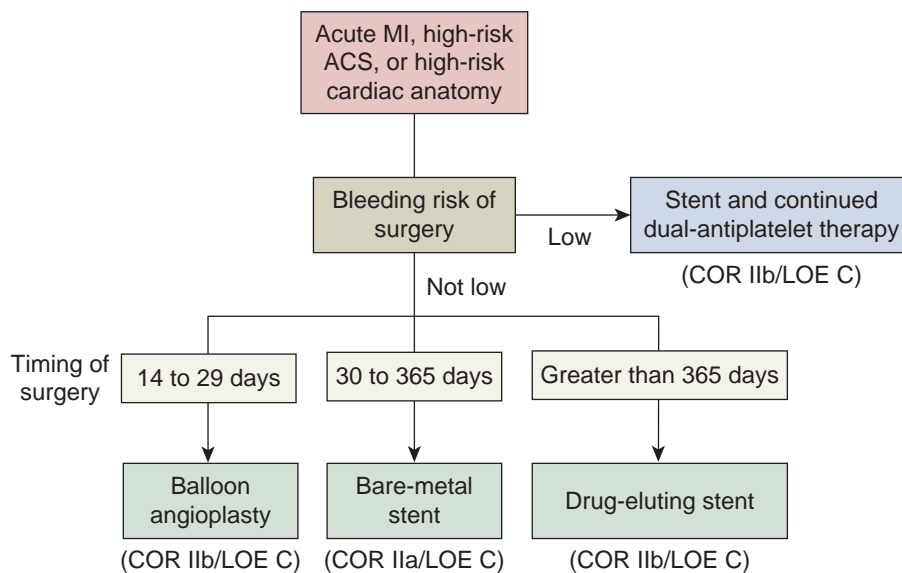 Acute MI, high-risk
ACS, or high-risk
cardiac anatomy
Bleeding risk of
surgery
Low
Stent and continued
dual-antiplatelet therapy
(COR IIb/LOE C)
Not low
Timing of
surgery
14 to 29 days
30 to 365 days
Greater than 365 days
Balloon
angioplasty
(COR IIb/LOE C)
Bare-metal
stent
(COR IIa/LOE C)
Drug-eluting stent
(COR IIb/LOE C)